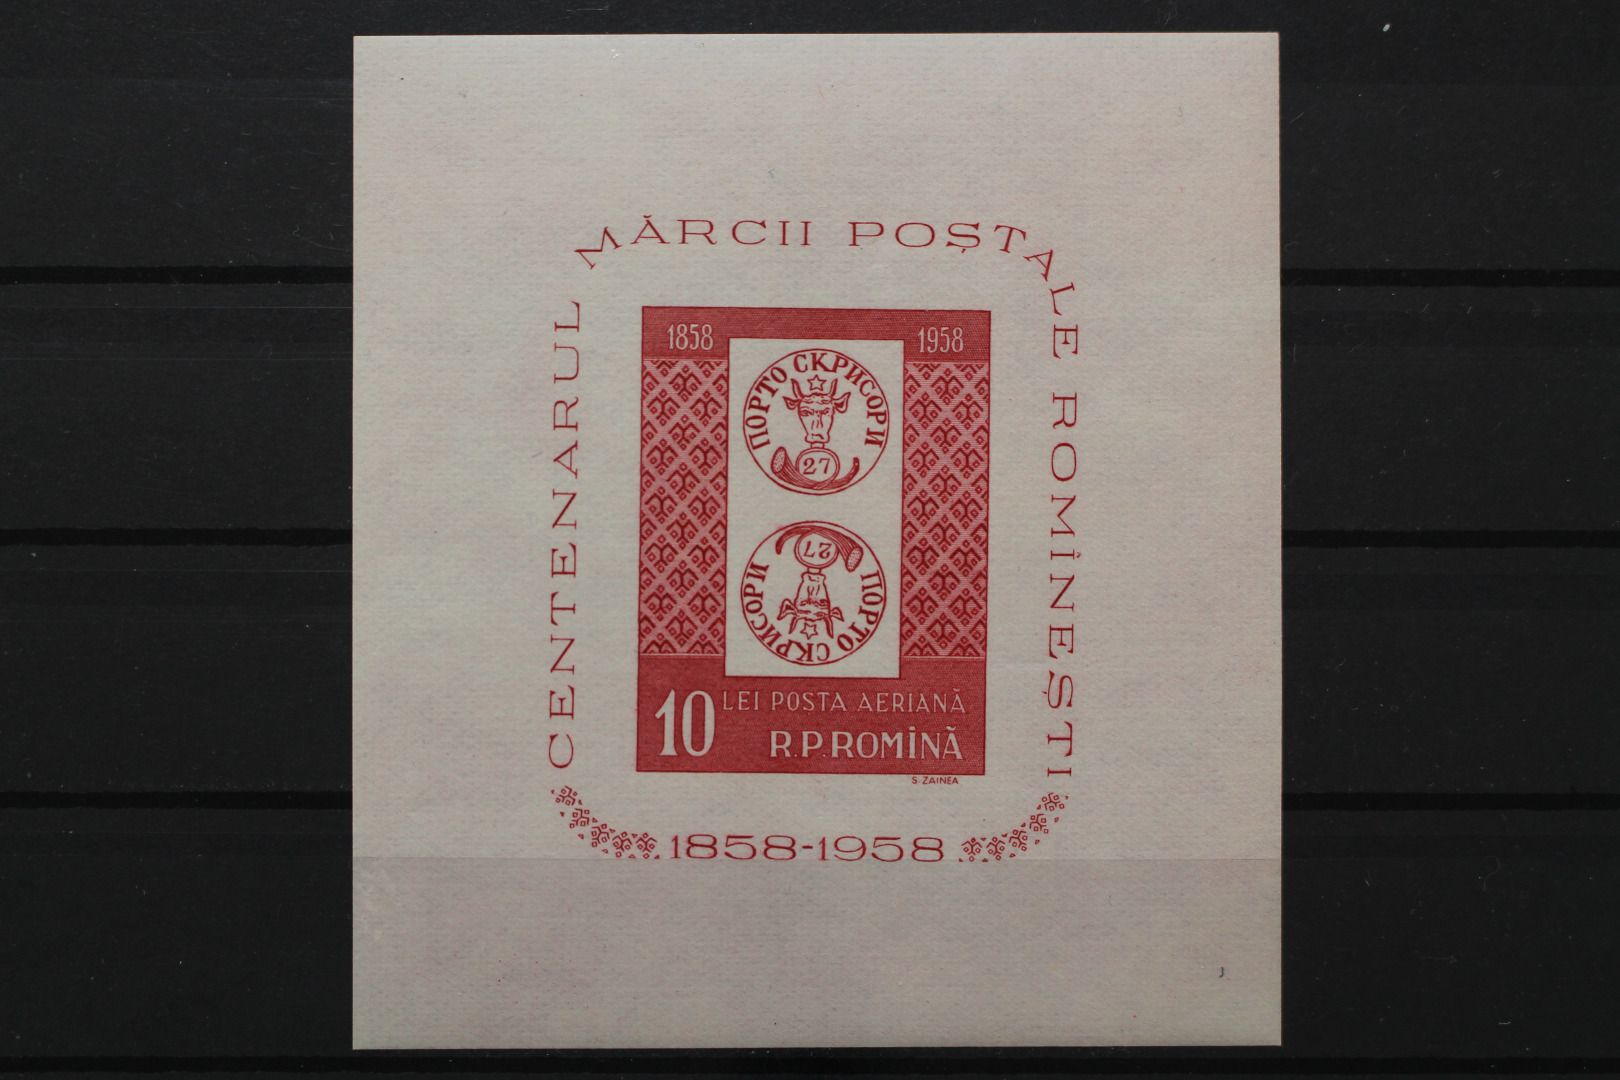 CENTENARUL MĂRCII POȘTALE ROMÎNEȘTI
1858 1958
ПОРТО СКРИСОРИ
27
27
ПОРТО СКРИСОРИ
10 LEI POȘTA AERIANĂ
R.P.ROMÎNĂ
S. ZAINEA
1858-1958